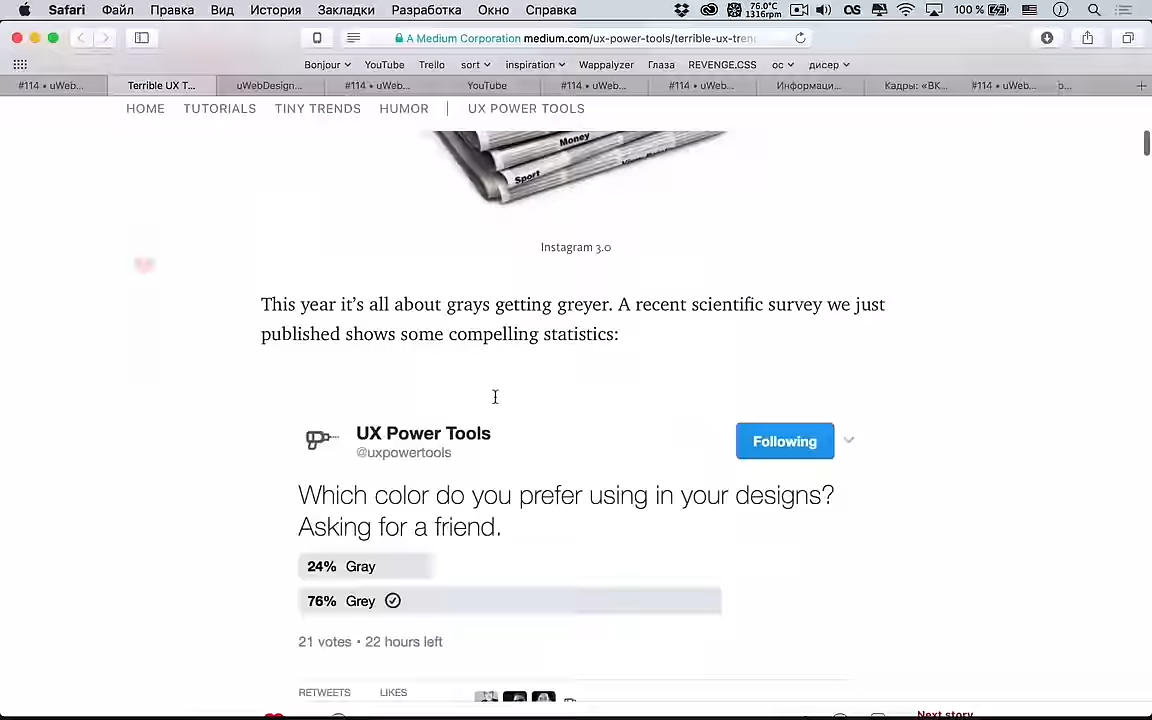 Safari Файл Правка Вид История Закладки Разработка Окно Справка 76.0°C 1316rpm 100 %
A Medium Corporation medium.com/ux-power-tools/terrible-ux-tren
Bonjour YouTube Trello sort inspiration Wappalyzer Глаза REVENGE.CSS ос дисер
#114 • uWeb... Terrible UX T... uWebDesign... #114 • uWeb... YouTube #114 • uWeb... #114 • uWeb... Информаци... Кадры: «ВК... #114 • uWeb... b...
HOME TUTORIALS TINY TRENDS HUMOR UX POWER TOOLS
Money
Sport
Instagram 3.0
This year it's all about grays getting greyer. A recent scientific survey we just
published shows some compelling statistics:
UX Power Tools
@uxpowertools
Following
Which color do you prefer using in your designs?
Asking for a friend.
24% Gray
76% Grey
21 votes • 22 hours left
RETWEETS LIKES
Next story